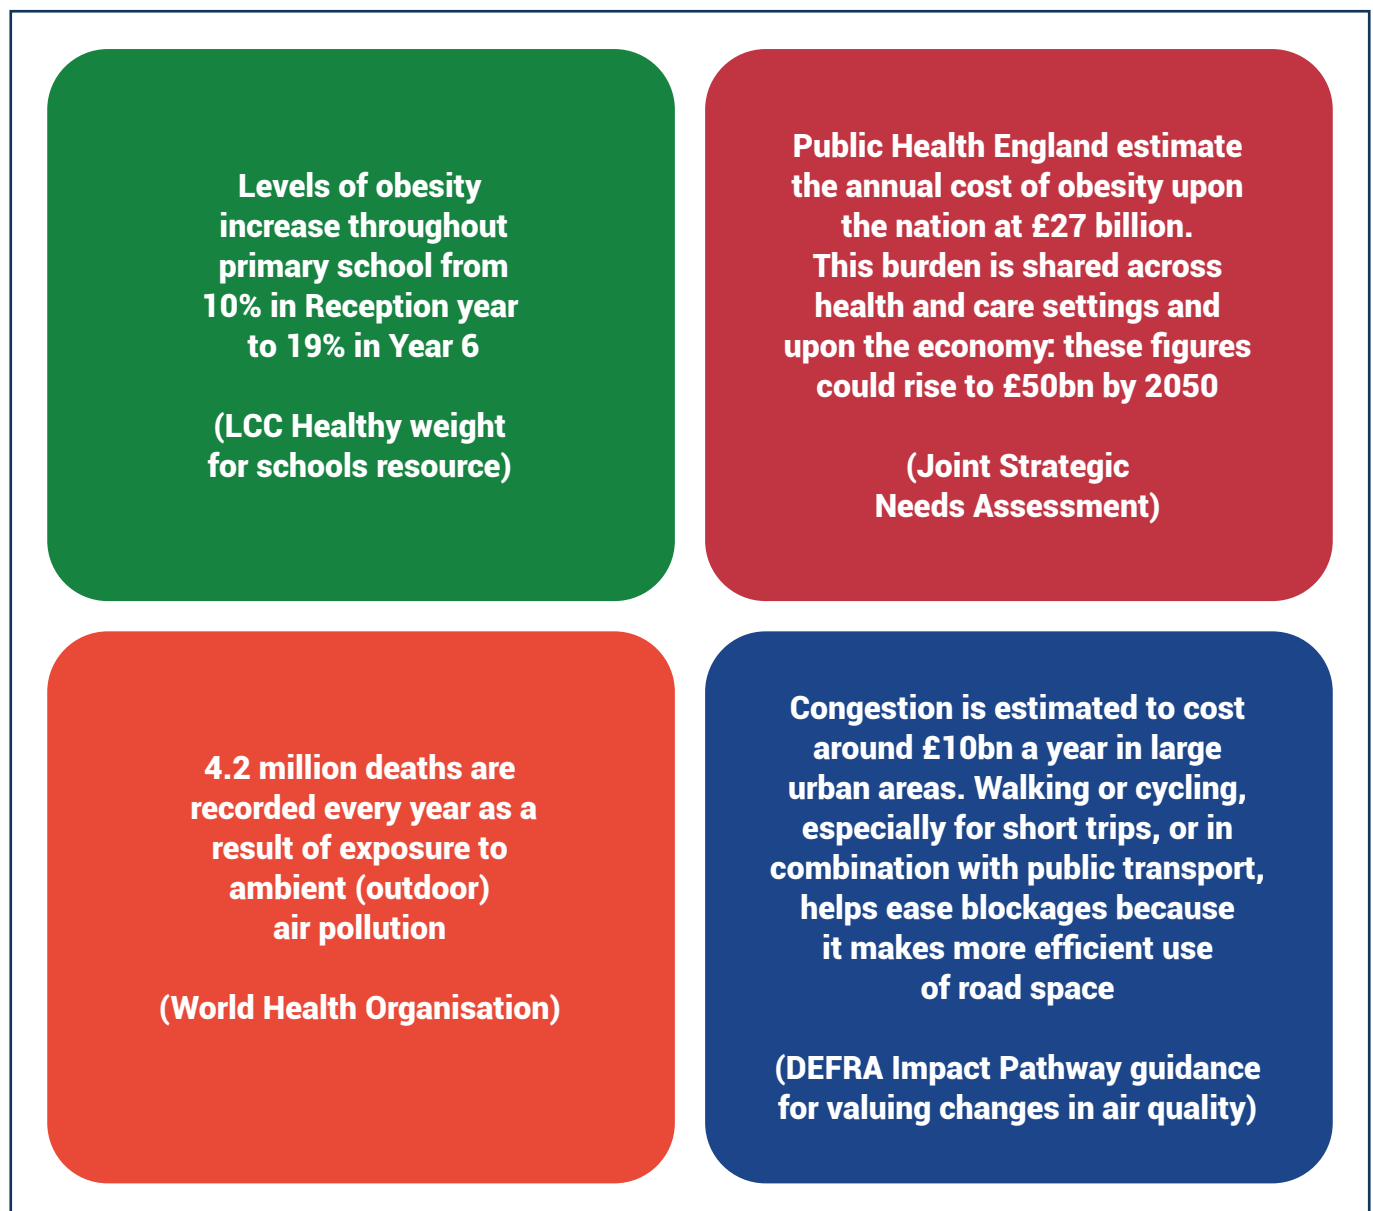 Levels of obesity
increase throughout
primary school from
10% in Reception year
to 19% in Year 6
(LCC Healthy weight
for schools resource)
Public Health England estimate
the annual cost of obesity upon
the nation at £27 billion.
This burden is shared across
health and care settings and
upon the economy: these figures
could rise to £50bn by 2050
(Joint Strategic
Needs Assessment)
4.2 million deaths are
recorded every year as a
result of exposure to
ambient (outdoor)
air pollution
(World Health Organisation)
Congestion is estimated to cost
around £10bn a year in large
urban areas. Walking or cycling,
especially for short trips, or in
combination with public transport,
helps ease blockages because
it makes more efficient use
of road space
(DEFRA Impact Pathway guidance
for valuing changes in air quality)